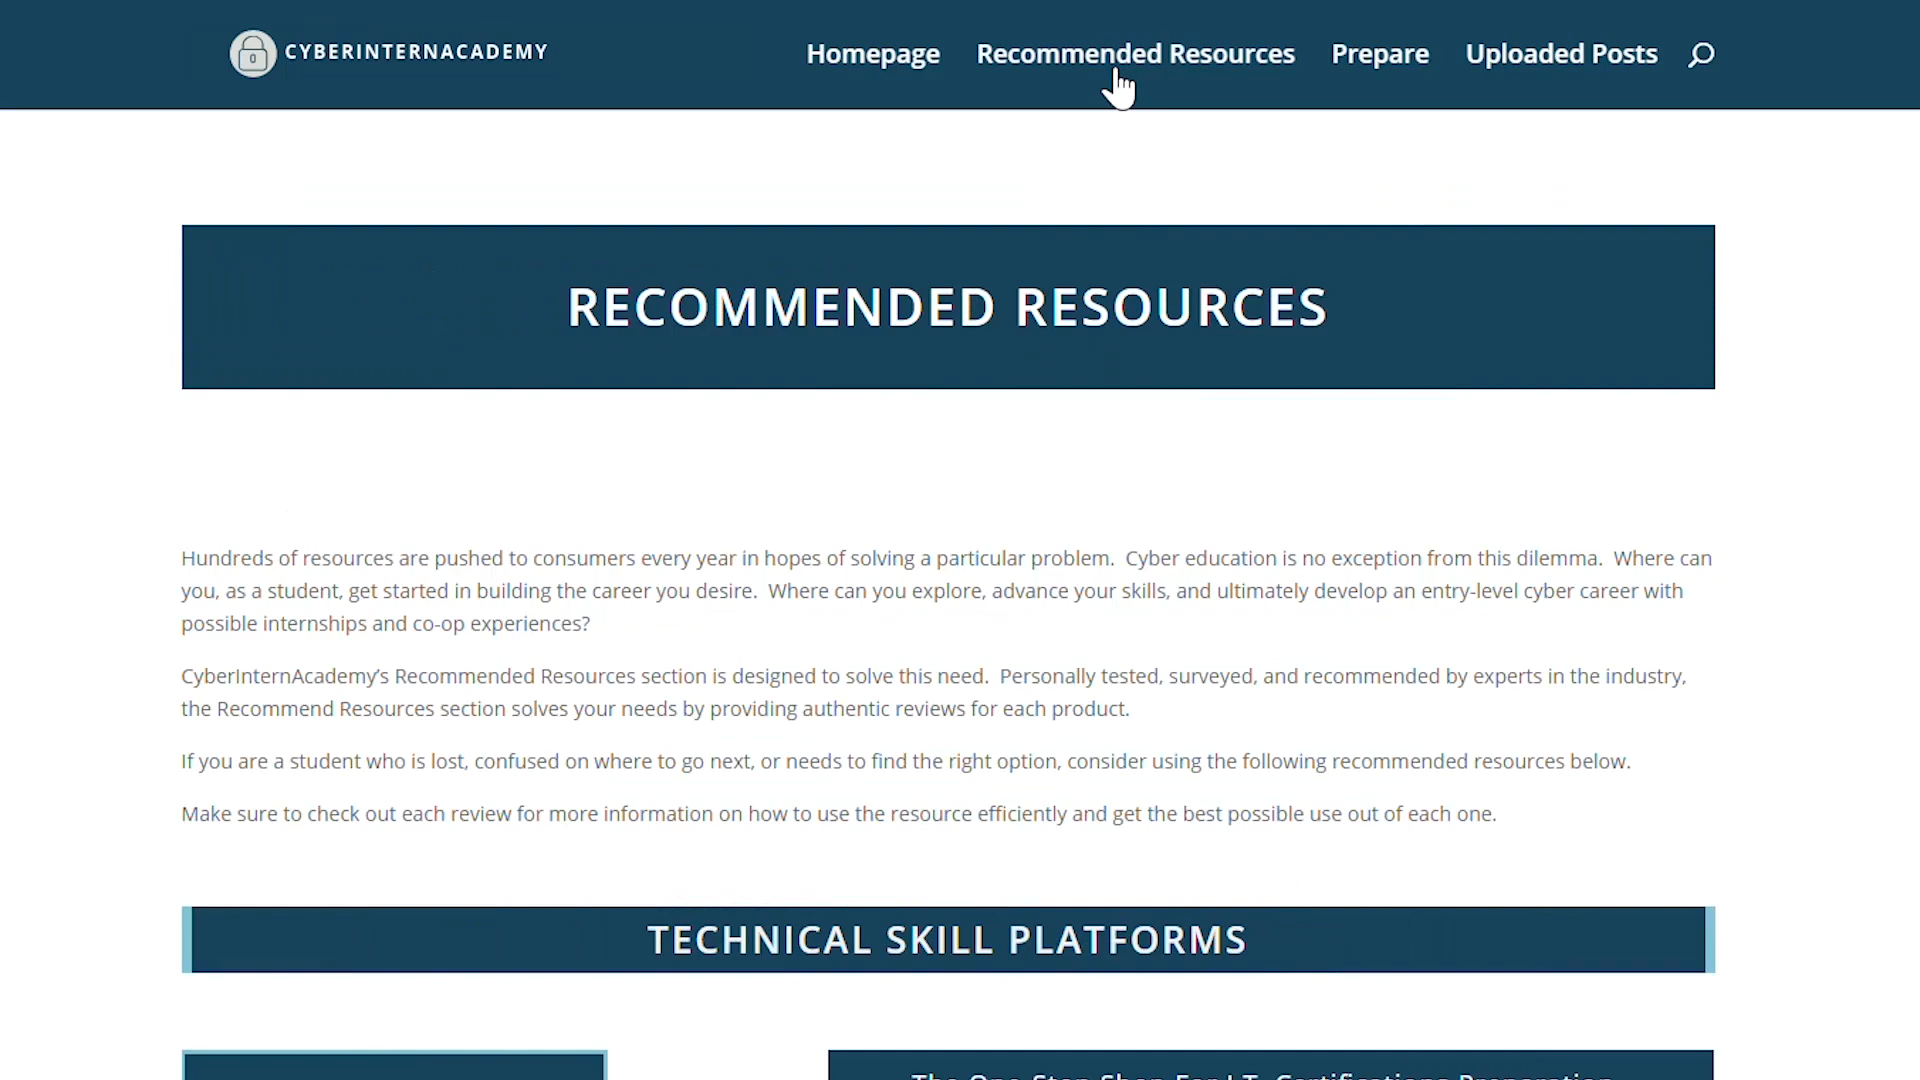 CYBERINTERNACADEMY
Homepage Recommended Resources Prepare Uploaded Posts
RECOMMENDED RESOURCES
Hundreds of resources are pushed to consumers every year in hopes of solving a particular problem. Cyber education is no exception from this dilemma. Where can
you, as a student, get started in building the career you desire. Where can you explore, advance your skills, and ultimately develop an entry-level cyber career with
possible internships and co-op experiences?
CyberInternAcademy’s Recommended Resources section is designed to solve this need. Personally tested, surveyed, and recommended by experts in the industry,
the Recommend Resources section solves your needs by providing authentic reviews for each product.
If you are a student who is lost, confused on where to go next, or needs to find the right option, consider using the following recommended resources below.
Make sure to check out each review for more information on how to use the resource efficiently and get the best possible use out of each one.
TECHNICAL SKILL PLATFORMS
The One Stop Shop For I.T. Certifications Preparation